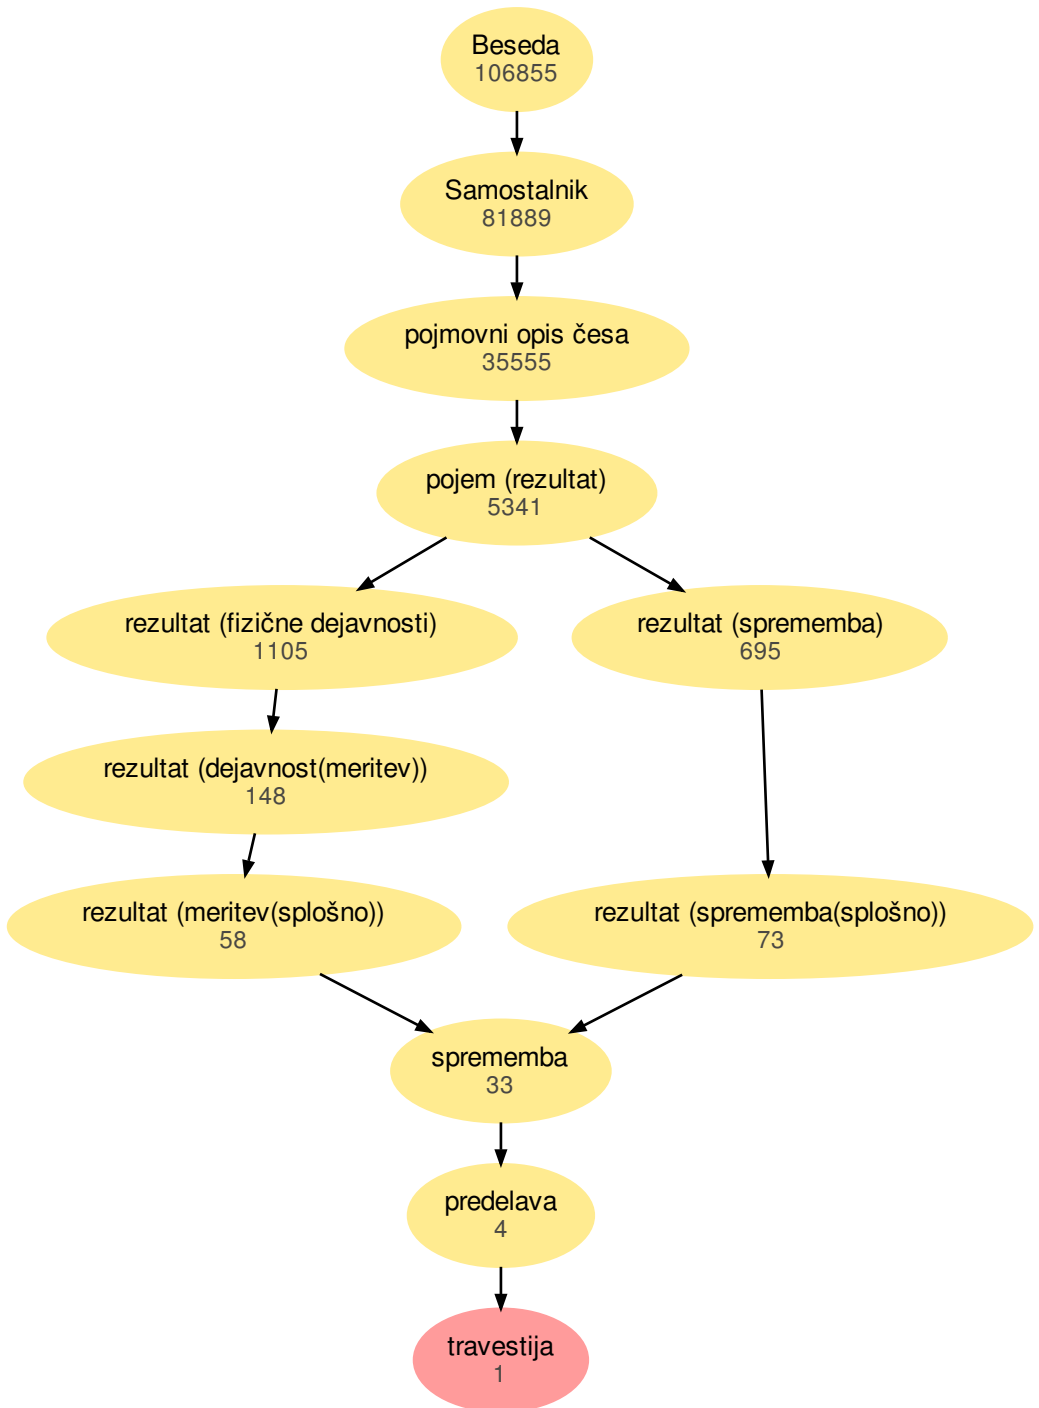 Beseda
106855
Samostalnik
81889
pojmovni opis česa
35555
pojem (rezultat)
5341
rezultat (fizične dejavnosti)
1105
rezultat (sprememba)
695
rezultat (dejavnost(meritev))
148
rezultat (meritev(splošno))
58
rezultat (sprememba(splošno))
73
sprememba
33
predelava
4
travestija
1